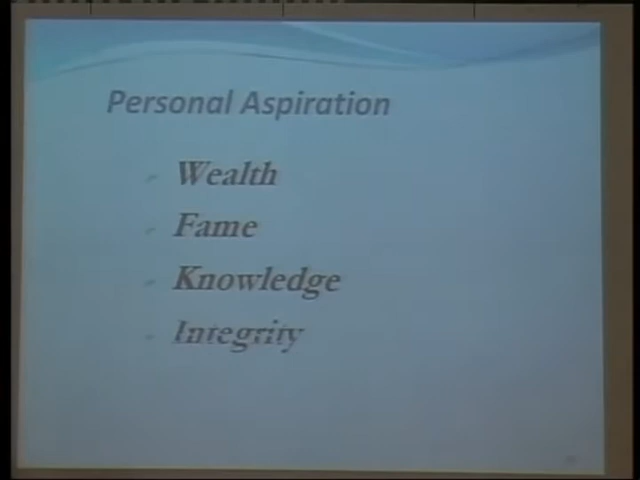 Personal Aspiration
Wealth
Fame
Knowledge
Integrity